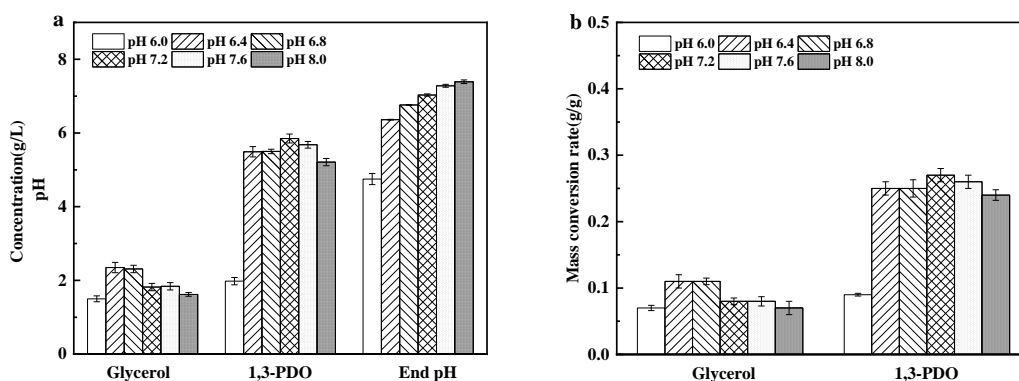 a
pH 6.0 pH 6.4 pH 6.8
pH 7.2 pH 7.6 pH 8.0
Concentration(g/L)
pH
8
6
4
2
0
Glycerol 1,3-PDO End pH
b
pH 6.0 pH 6.4 pH 6.8
pH 7.2 pH 7.6 pH 8.0
Mass conversion rate(g/g)
0.5
0.4
0.3
0.2
0.1
0.0
Glycerol 1,3-PDO